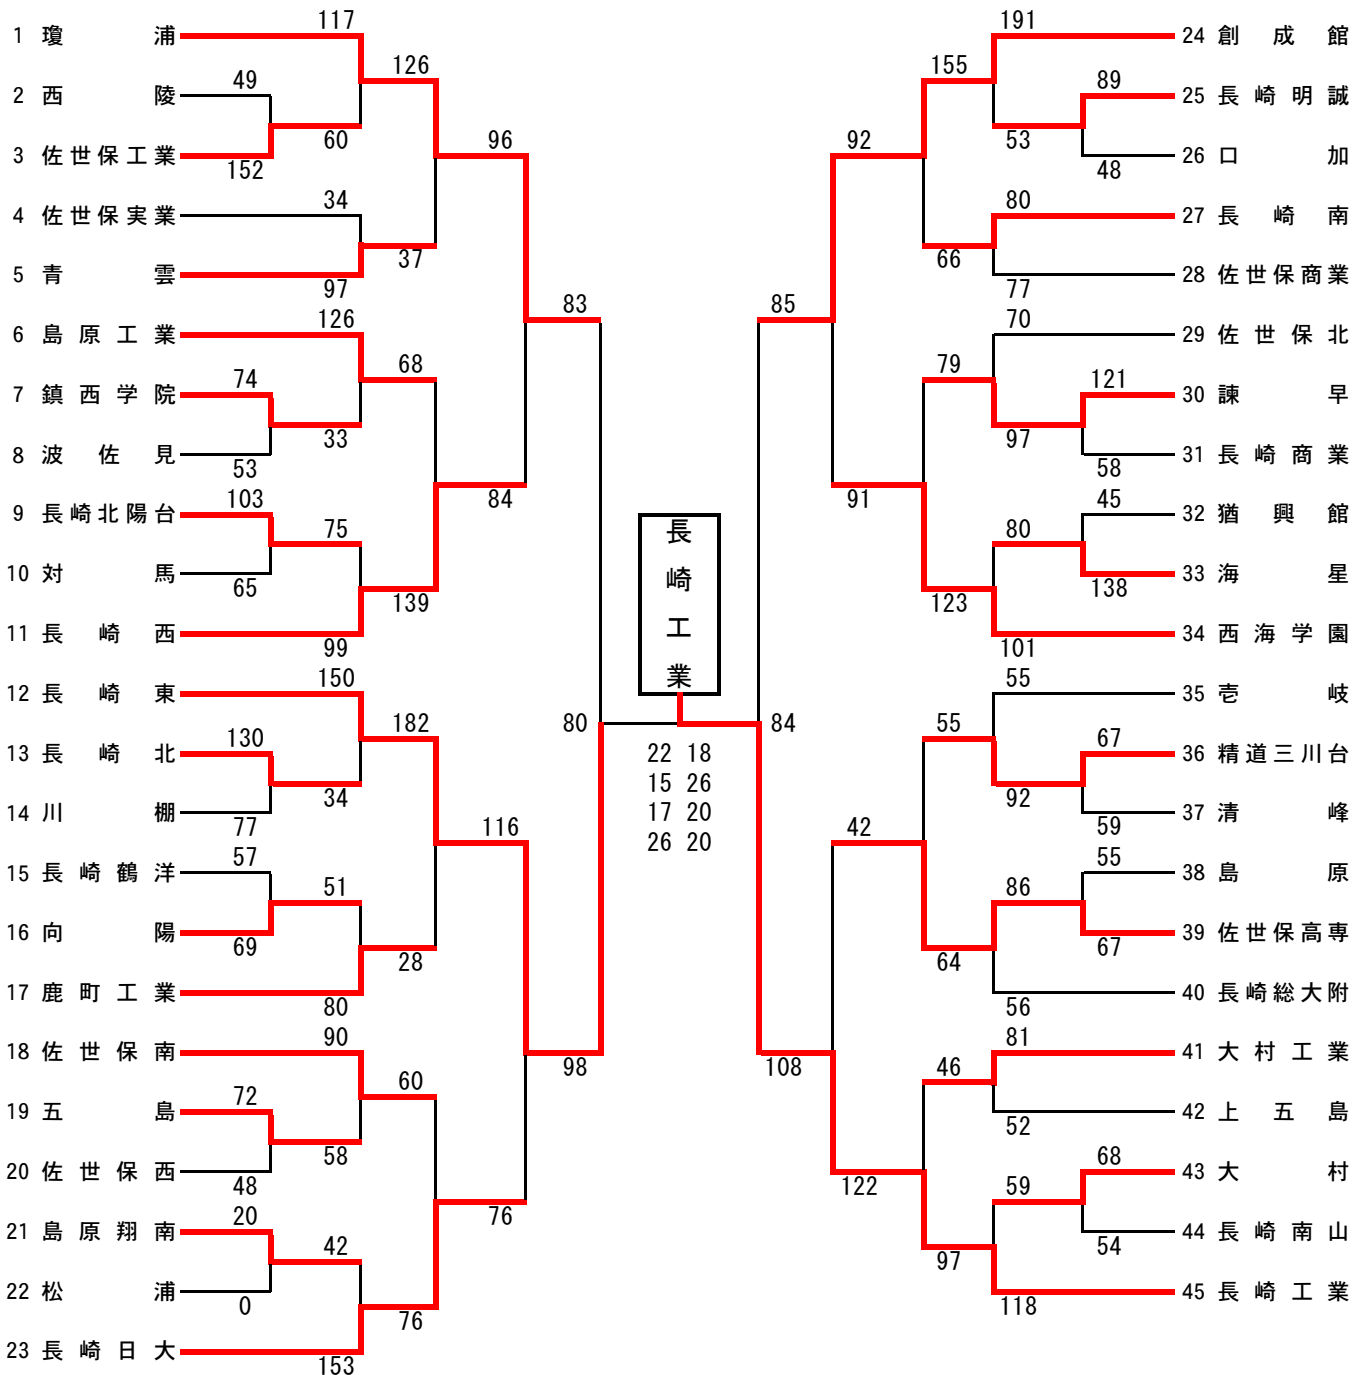 117
1 瓊浦
126
49
2 西陵
60
96
3 佐世保工業
152
34
4 佐世保実業
37
5 青雲
97
83
126
6 島原工業
68
74
7 鎮西学院
33
8 波佐見
53
103
84
9 長崎北陽台
75
10 対馬
65
139
11 長崎西
99
150
12 長崎東
182
80
130
13 長崎北
34
14 川棚
77
116
57
15 長崎鶴洋
51
16 向陽
69
28
17 鹿町工業
80
90
18 佐世保南
98
60
72
19 五島
58
20 佐世保西
48
76
20
21 島原翔南
42
22 松浦
0
76
23 長崎日大
153
長崎工業
22 18
15 26
17 20
26 20
191
24 創成館
155
89
25 長崎明誠
53
92
26 口加
48
80
27 長崎南
66
28 佐世保商業
77
85
70
29 佐世保北
79
121
30 諫早
97
31 長崎商業
58
45
91
32 猶興館
80
33 海星
138
123
34 西海学園
101
55
35 壱岐
84
55
67
36 精道三川台
92
37 清峰
59
42
55
38 島原
86
39 佐世保高専
67
64
40 長崎総大附
56
81
41 大村工業
108
46
42 上五島
52
68
43 大村
122
59
44 長崎南山
54
97
45 長崎工業
118